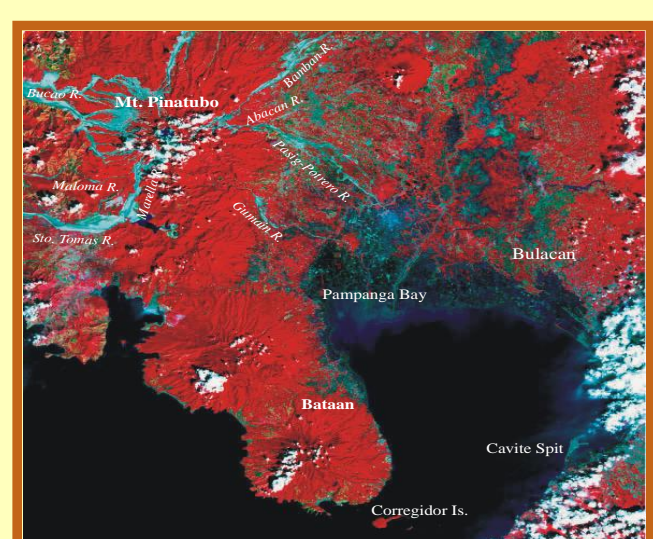 Bamban R.
Bucao R.
Mt. Pinatubo
Abacan R.
Pasig-Potrero R.
Maloma R.
Marella R.
Gumain R.
Sto. Tomas R.
Bulacan
Pampanga Bay
Bataan
Cavite Spit
Corregidor Is.